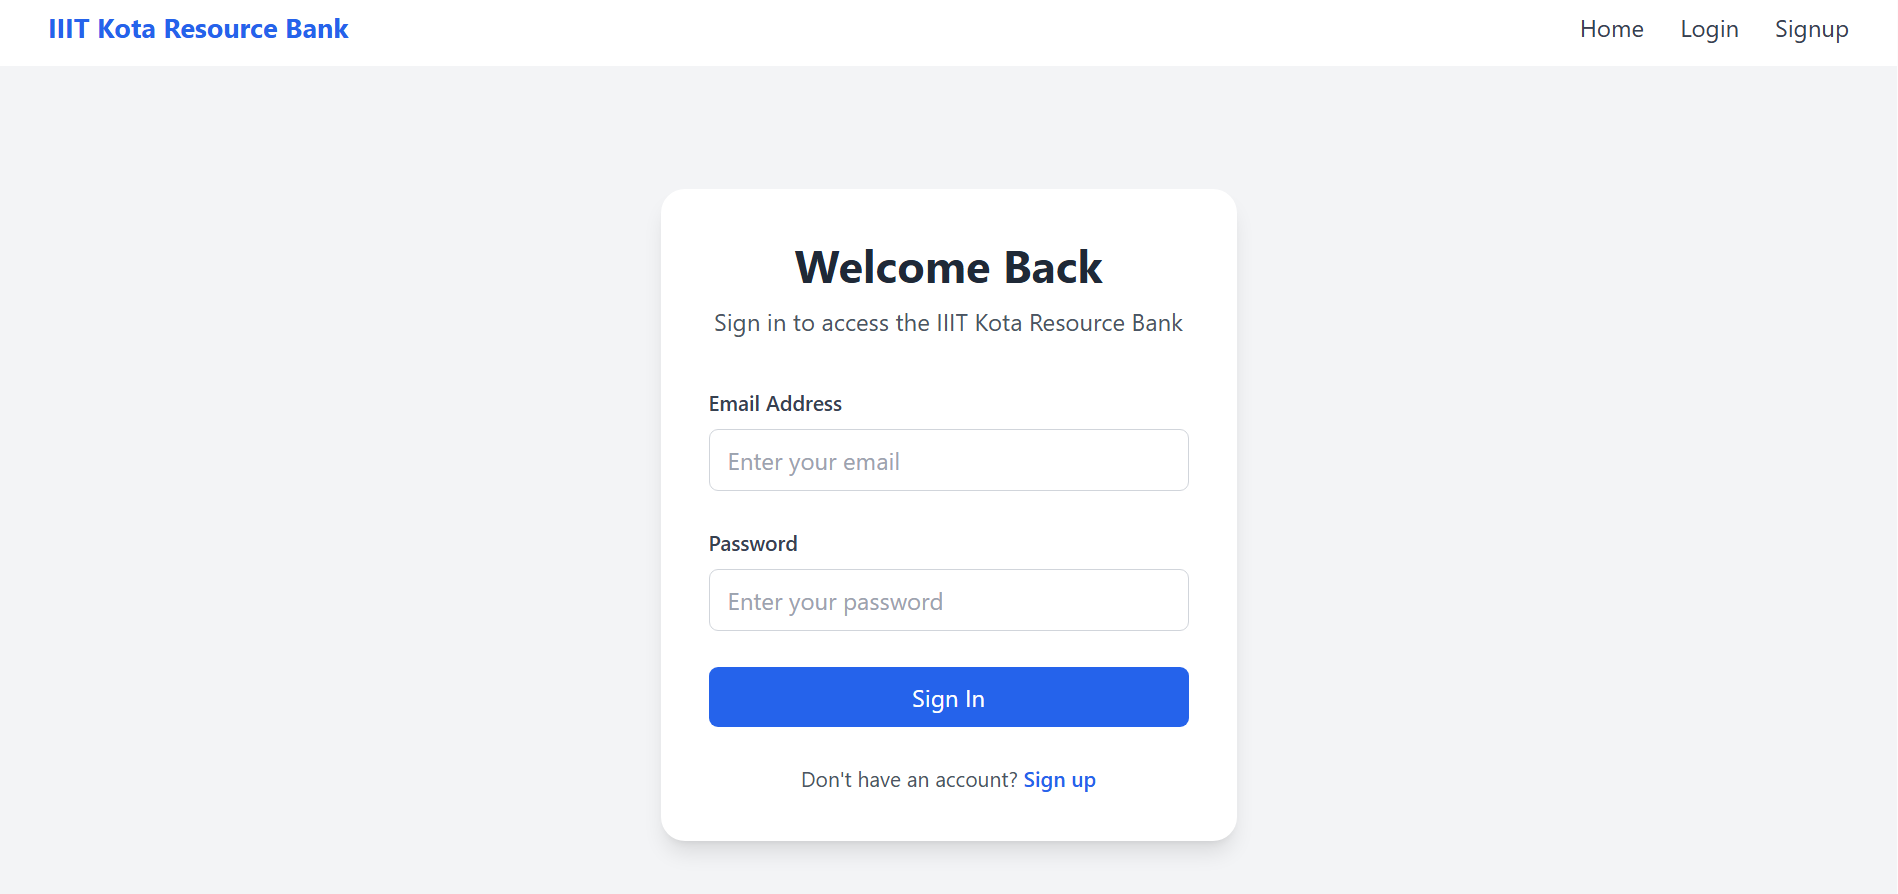 IIIT Kota Resource Bank
Home Login Signup
Welcome Back
Sign in to access the IIIT Kota Resource Bank
Email Address
Enter your email
Password
Enter your password
Sign In
Don't have an account? Sign up